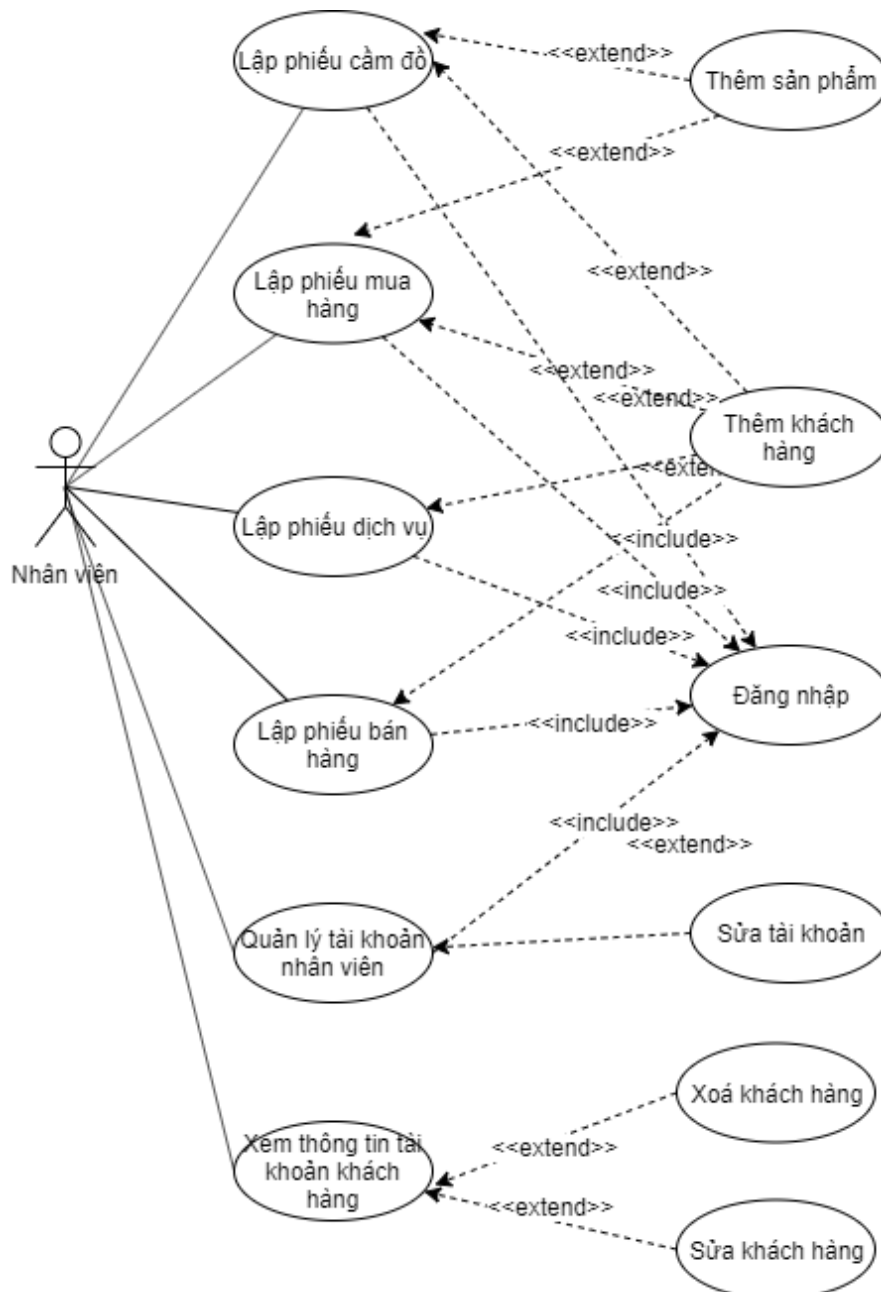 Lập phiếu cầm đồ
<<extend>>
Thêm sản phẩm
<<extend>>
<<extend>>
Lập phiếu mua
hàng
<<extend>>
<<extend>>
Thêm khách
hàng
<<exten
Lập phiếu dịch vụ
<<include>>
Nhân viên
<<include>>
<<include>>
Đăng nhập
Lập phiếu bán
hàng
<<include>>
<<include>>
<<extend>>
Quản lý tài khoản
nhân viên
Sửa tài khoản
Xoá khách hàng
Xem thông tin tài
khoản khách
hàng
<<extend>>
<<extend>>
Sửa khách hàng